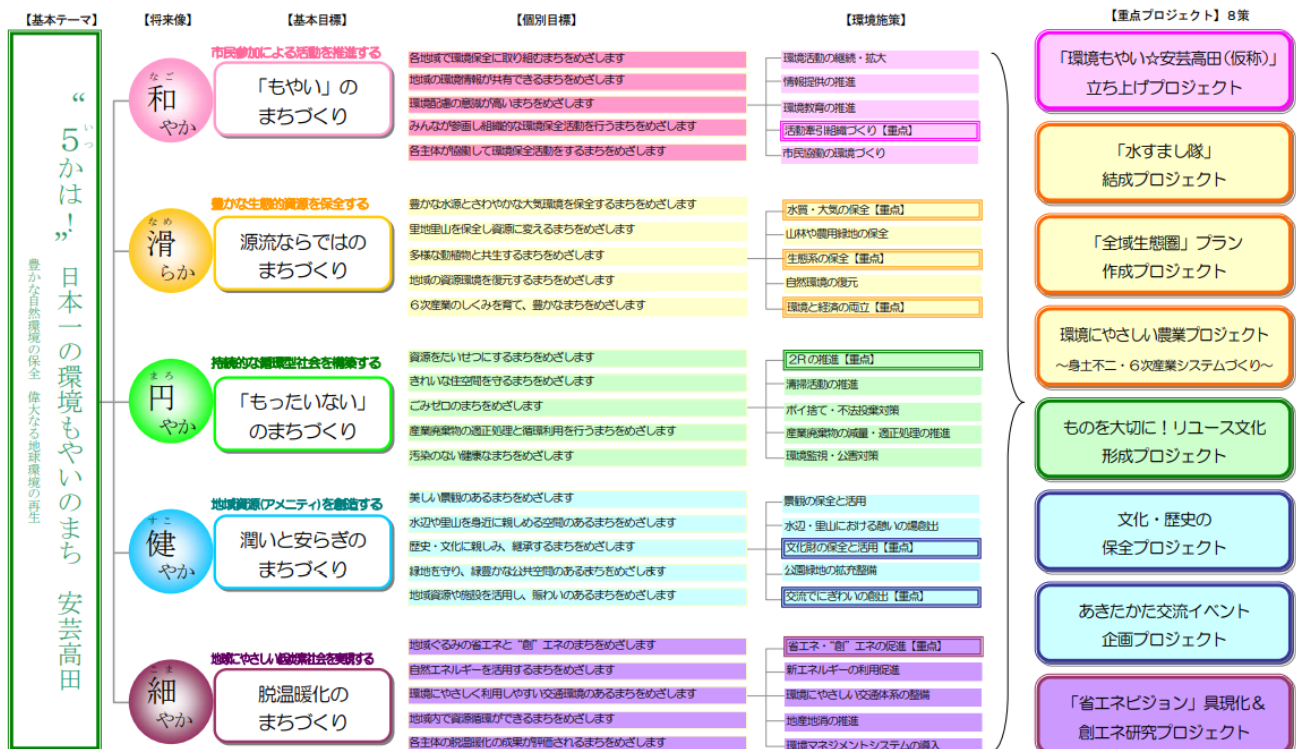 【基本テーマ】
【将来像】
【基本目標】
【個別目標】
【環境施策】
【重点プロジェクト】８策
“５かは！”日本一の環境もやいのまち　安芸高田
いつ
豊かな自然環境の保全　偉大なる地球環境の再生
なご
和
やか
市民参加による活動を推進する
「もやい」の
まちづくり
各地域で環境保全に取り組むまちをめざします
地域の環境情報が共有できるまちをめざします
環境配慮の意識が高いまちをめざします
みんなが参画し組織的な環境保全活動を行うまちをめざします
各主体が協働して環境保全活動をするまちをめざします
環境活動の継続・拡大
情報提供の推進
環境教育の推進
活動牽引組織づくり【重点】
市民協働の環境づくり
なめ
滑
らか
豊かな生態的資源を保全する
源流ならではの
まちづくり
豊かな水源とさわやかな大気環境を保全するまちをめざします
里地里山を保全し資源に変えるまちをめざします
多様な動植物と共生するまちをめざします
地域の資源環境を復元するまちをめざします
６次産業のしくみを育て、豊かなまちをめざします
水質・大気の保全【重点】
山林や農用緑地の保全
生態系の保全【重点】
自然環境の復元
環境と経済の両立【重点】
まろ
円
やか
持続的な循環型社会を構築する
「もったいない」
のまちづくり
資源をたいせつにするまちをめざします
きれいな住空間を守るまちをめざします
ごみゼロのまちをめざします
産業廃棄物の適正処理と循環利用を行うまちをめざします
汚染のない健康なまちをめざします
2Rの推進【重点】
清掃活動の推進
ポイ捨て・不法投棄対策
産業廃棄物の減量・適正処理の推進
環境監視・公害対策
すこ
健
やか
地域資源(アメニティ)を創造する
潤いと安らぎの
まちづくり
美しい景観のあるまちをめざします
水辺や里山を身近に親しめる空間のあるまちをめざします
歴史・文化に親しみ、継承するまちをめざします
緑地を守り、緑豊かな公共空間のあるまちをめざします
地域資源や施設を活用し、賑わいのあるまちをめざします
景観の保全と活用
水辺・里山における憩いの場創出
文化財の保全と活用【重点】
公園緑地の拡充整備
交流でにぎわいの創出【重点】
こま
細
やか
地球にやさしい脱炭素社会を実現する
脱温暖化の
まちづくり
地域ぐるみの省エネと“創”エネのまちをめざします
自然エネルギーを活用するまちをめざします
環境にやさしく利用しやすい交通環境のあるまちをめざします
地域内で資源循環ができるまちをめざします
各主体の脱温暖化の成果が評価されるまちをめざします
省エネ・“創”エネの促進【重点】
新エネルギーの利用促進
環境にやさしい交通体系の整備
地産地消の推進
環境マネジメントシステムの導入
「環境もやい☆安芸高田（仮称）」
立ち上げプロジェクト
「水すまし隊」
結成プロジェクト
「全域生態圏」プラン
作成プロジェクト
環境にやさしい農業プロジェクト
～身土不二・６次産業システムづくり～
ものを大切に！リユース文化
形成プロジェクト
文化・歴史の
保全プロジェクト
あきたかた交流イベント
企画プロジェクト
「省エネビジョン」具現化＆
創エネ研究プロジェクト